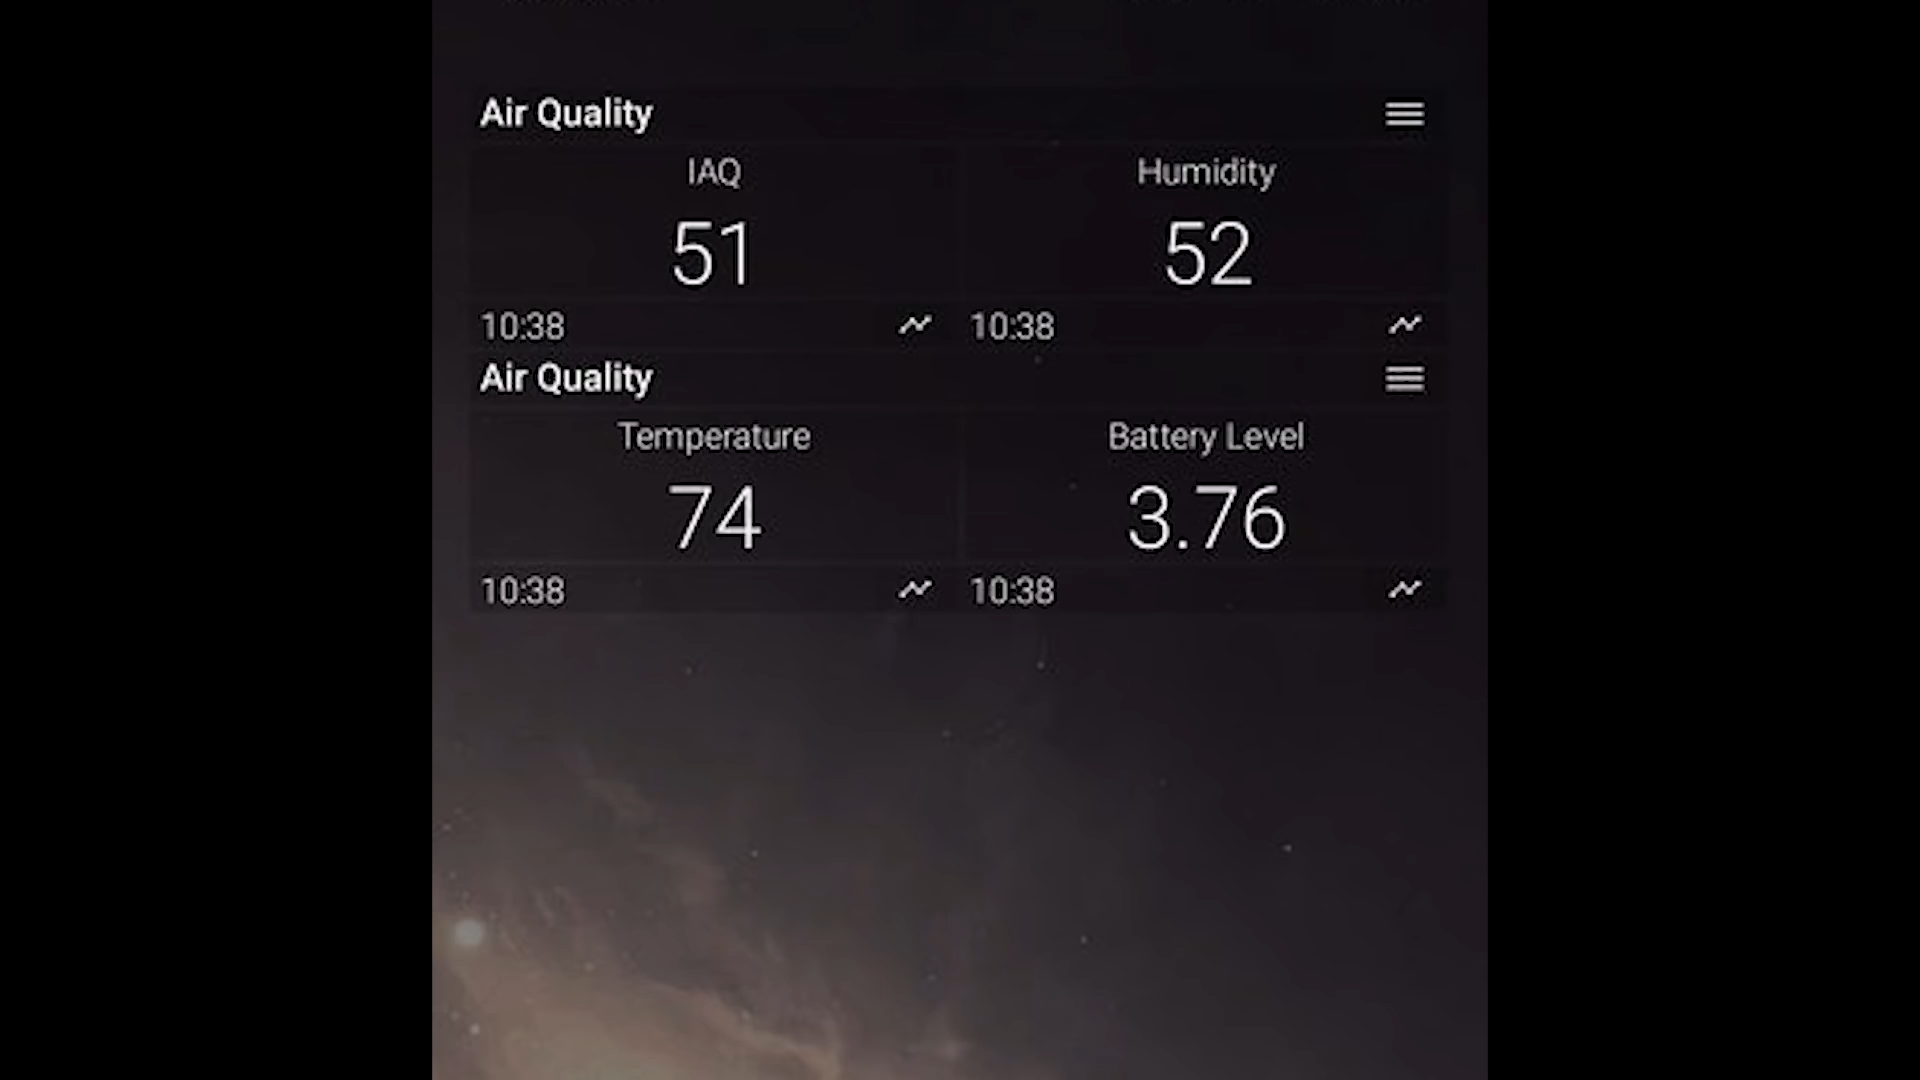 Air Quality
IAQ Humidity
51 52
10:38 10:38
Air Quality
Temperature Battery Level
74 3.76
10:38 10:38